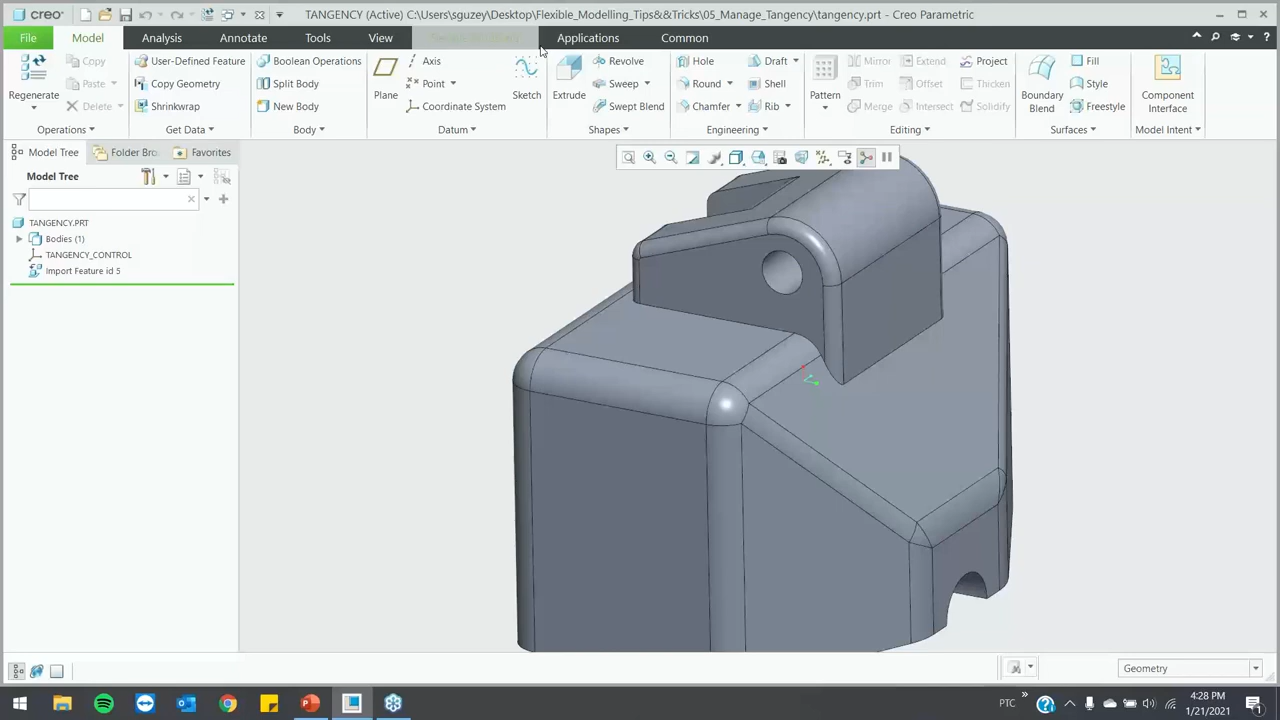 creo TANGENCY (Active) C:\Users\sguzey\Desktop\Flexible_Modelling_Tips&&Tricks\05_Manage_Tangency\tangency.prt - Creo Parametric
File Model Analysis Annotate Tools View Applications Common
Regenerate
Copy
Paste
Delete
Operations
User-Defined Feature
Copy Geometry
Shrinkwrap
Get Data
Boolean Operations
Split Body
New Body
Body
Plane
Axis
Point
Coordinate System
Sketch
Datum
Extrude
Revolve
Sweep
Swept Blend
Shapes
Hole
Round
Chamfer
Draft
Shell
Rib
Engineering
Pattern
Mirror
Trim
Merge
Extend
Offset
Intersect
Project
Thicken
Solidify
Editing
Boundary
Blend
Fill
Style
Freestyle
Surfaces
Component
Interface
Model Intent
Model Tree Folder Bro Favorites
Model Tree
TANGENCY.PRT
Bodies (1)
TANGENCY_CONTROL
Import Feature id 5
Geometry
PTC
4:28 PM
1/21/2021